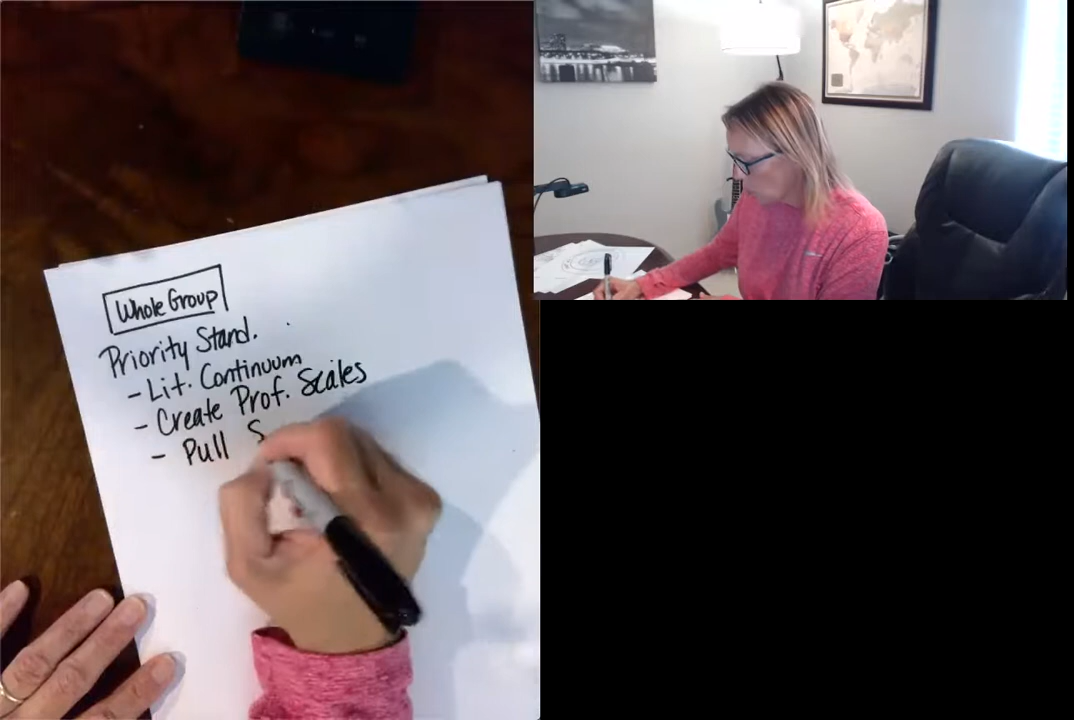 Whole Group
Priority Stand.
- Lit. Continuum
- Create Prof. Scales
- Pull S